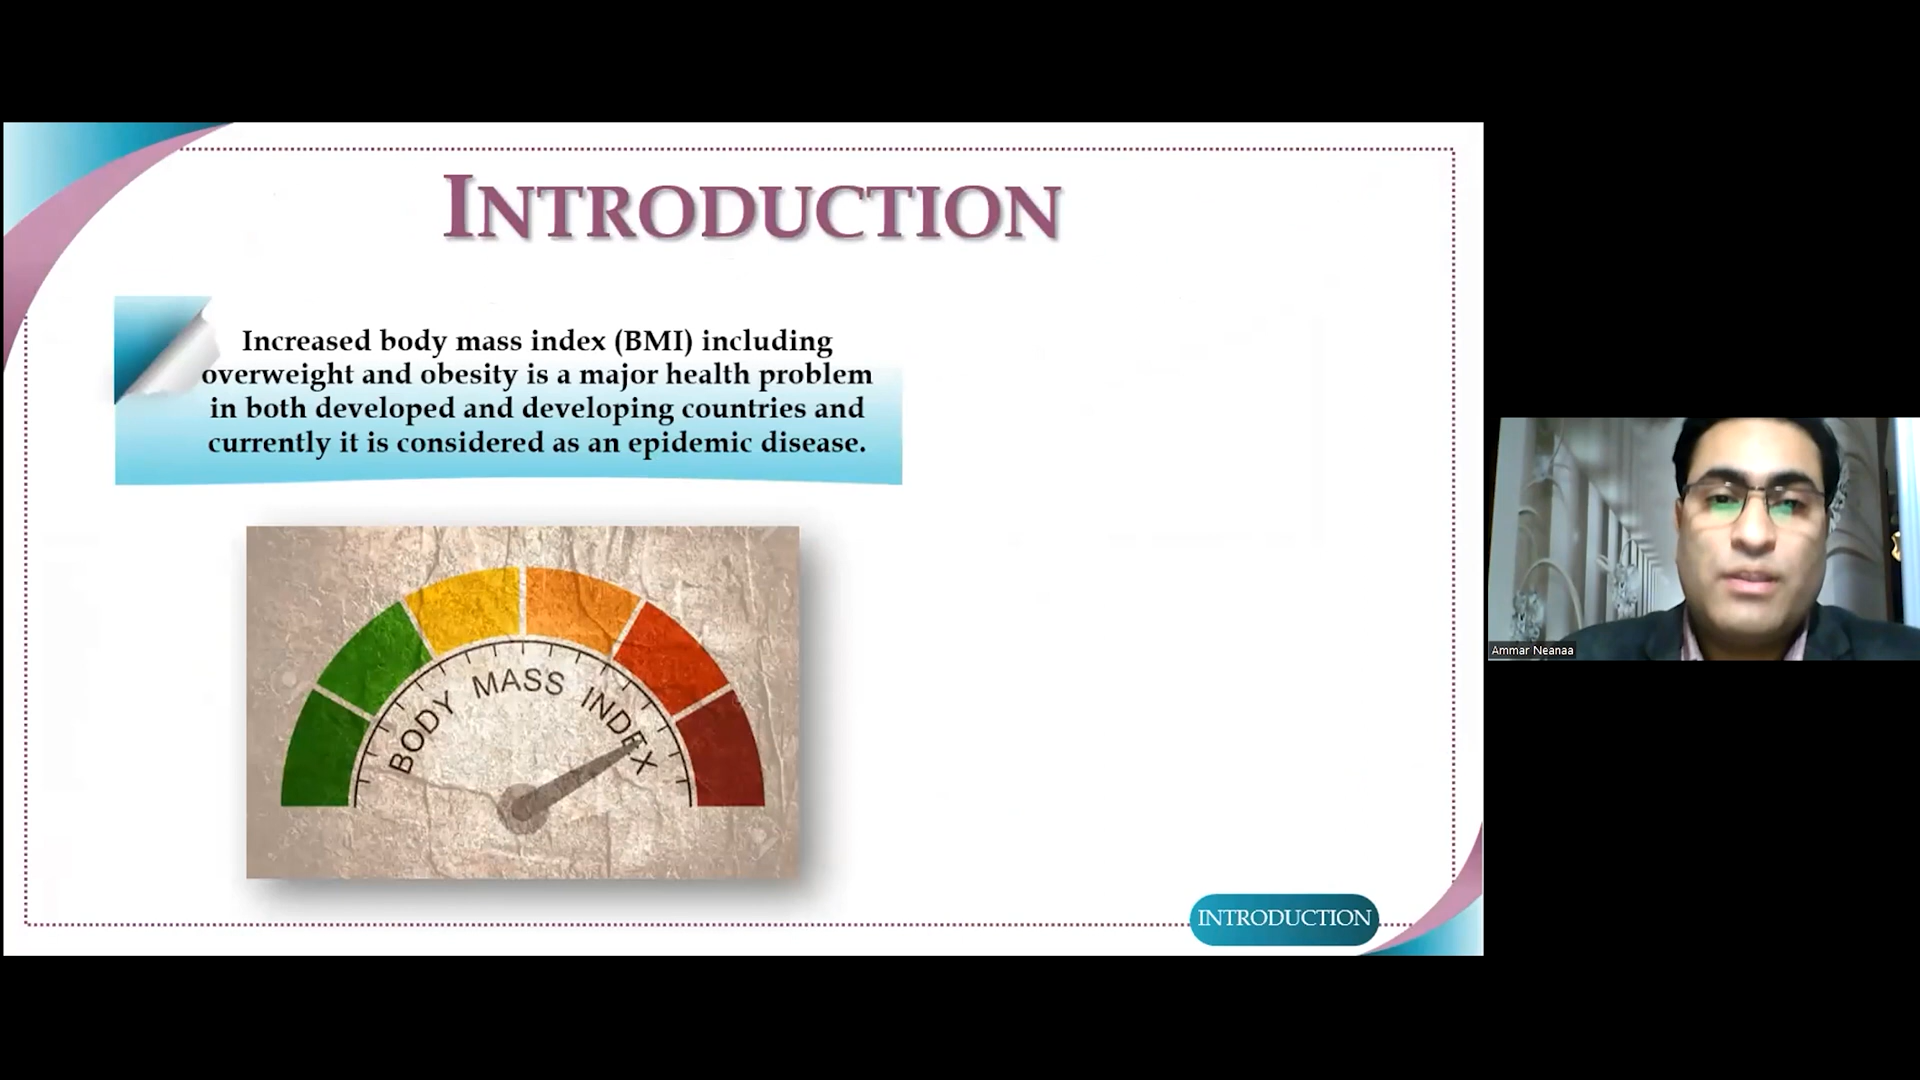 INTRODUCTION
Increased body mass index (BMI) including
overweight and obesity is a major health problem
in both developed and developing countries and
currently it is considered as an epidemic disease.
BODY MASS INDEX
INTRODUCTION
Ammar Neanaa